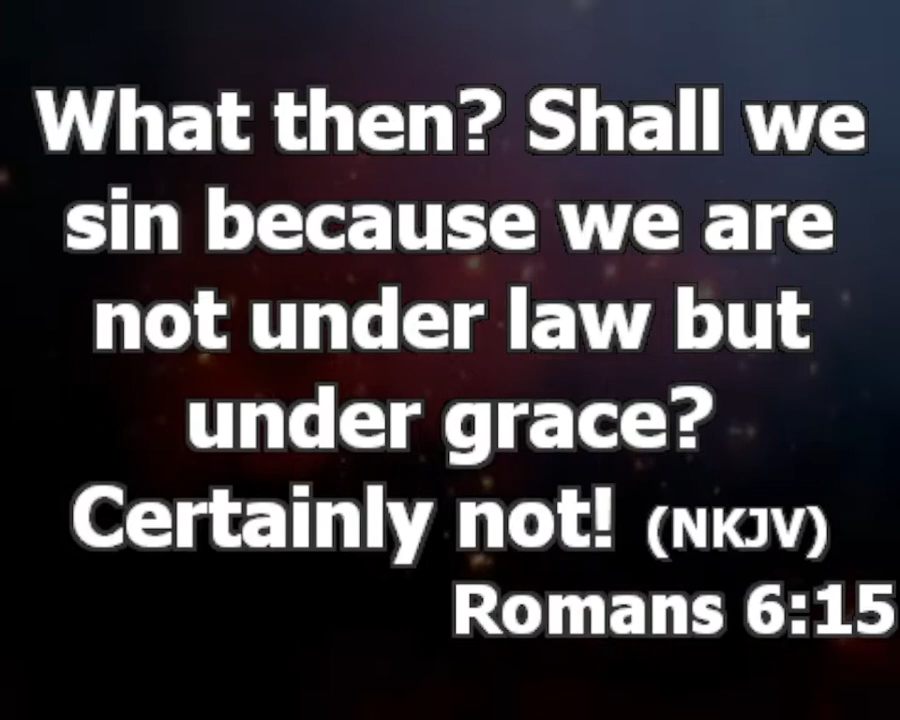 What then? Shall we
sin because we are
not under law but
under grace?
Certainly not! (NKJV)
Romans 6:15